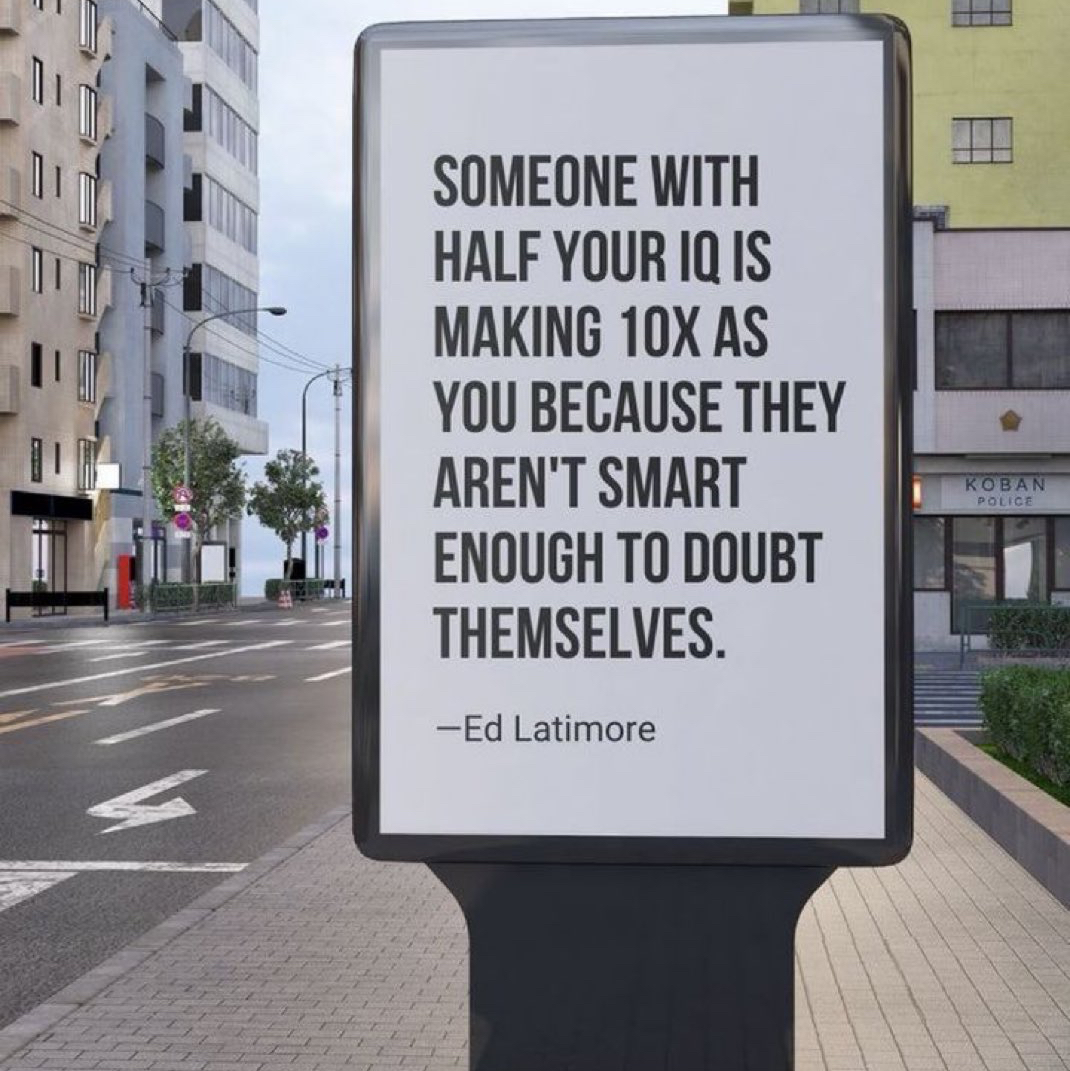 SOMEONE WITH
HALF YOUR IQ IS
MAKING 10X AS
YOU BECAUSE THEY
AREN'T SMART
ENOUGH TO DOUBT
THEMSELVES.
—Ed Latimore
KOBAN
POLICE